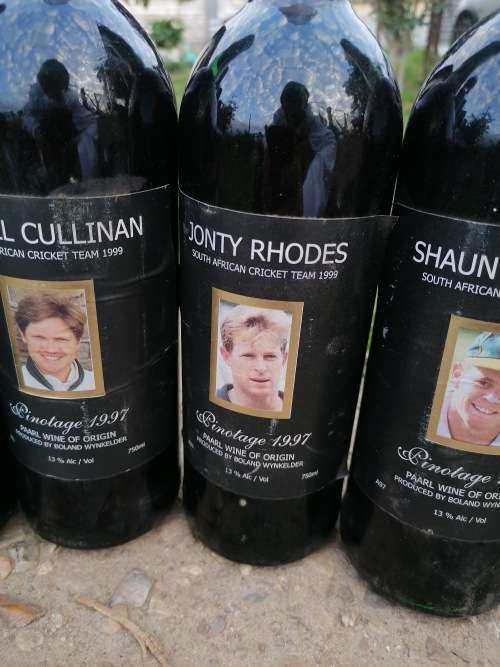 LL CULLINAN
RICAN CRICKET TEAM 1999
Pinotage 1997
PAARL WINE OF ORIGIN
PRODUCED BY BOLAND WYNKELDER
13 % Alc / Vol
750ml
JONTY RHODES
SOUTH AFRICAN CRICKET TEAM 1999
Pinotage 1997
PAARL WINE OF ORIGIN
PRODUCED BY BOLAND WYNKELDER
13 % Alc / Vol
750ml
SHAUN
SOUTH AFRICAN
Pinotage
PAARL WINE OF OR
PRODUCED BY BOLAND WYN
13 % Alc / Vol